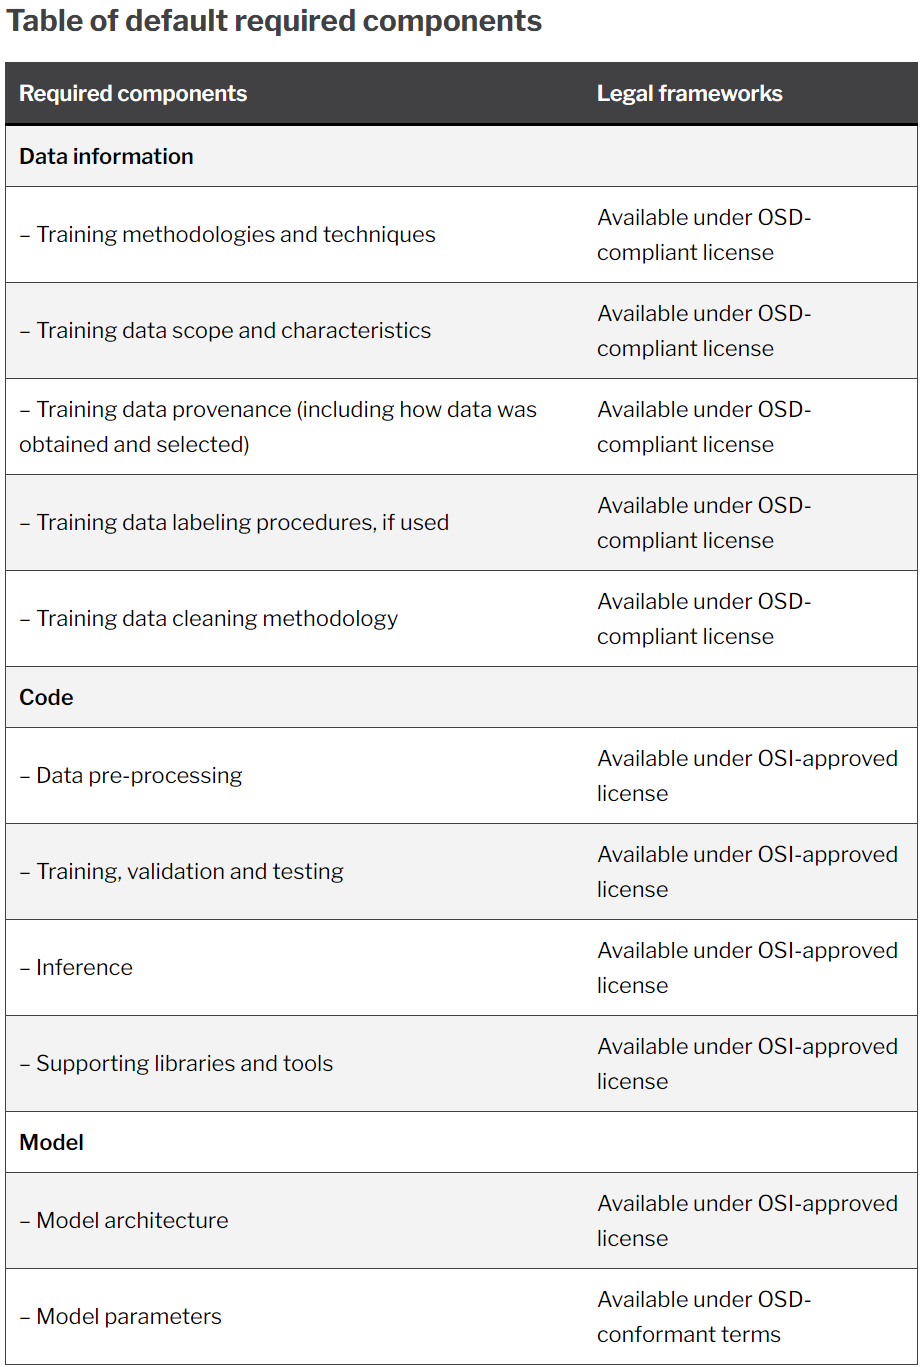 Table of default required components
Required components
Legal frameworks
Data information
– Training methodologies and techniques
Available under OSD-
compliant license
– Training data scope and characteristics
Available under OSD-
compliant license
– Training data provenance (including how data was
obtained and selected)
Available under OSD-
compliant license
– Training data labeling procedures, if used
Available under OSD-
compliant license
– Training data cleaning methodology
Available under OSD-
compliant license
Code
– Data pre-processing
Available under OSI-approved
license
– Training, validation and testing
Available under OSI-approved
license
– Inference
Available under OSI-approved
license
– Supporting libraries and tools
Available under OSI-approved
license
Model
– Model architecture
Available under OSI-approved
license
– Model parameters
Available under OSD-
conformant terms